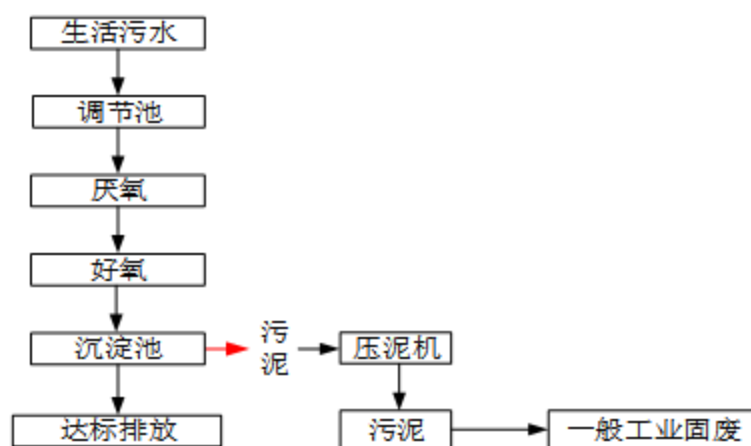 生活污水
调节池
厌氧
好氧
沉淀池
污
泥
压泥机
达标排放
污泥
一般工业固废